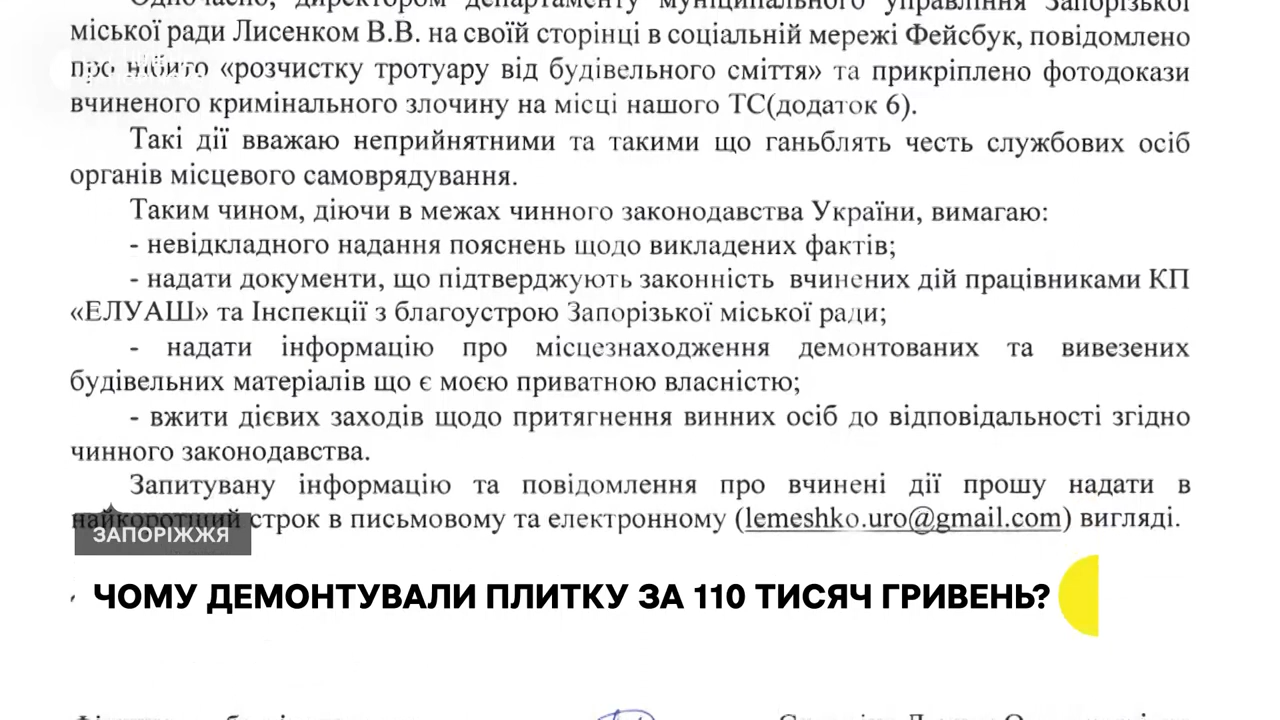 Одночасно, директором департаменту муніципального управління Запорізької
міської ради Лисенком В.В. на своїй сторінці в соціальній мережі Фейсбук, повідомлено
про нібито «розчистку тротуару від будівельного сміття» та прикріплено фотодокази
вчиненого кримінального злочину на місці нашого ТС(додаток 6).
Такі дії вважаю неприйнятними та такими що ганьблять честь службових осіб
органів місцевого самоврядування.
Таким чином, діючи в межах чинного законодавства України, вимагаю:
- невідкладного надання пояснень щодо викладених фактів;
- надати документи, що підтверджують законність вчинених дій працівниками КП
«ЕЛУАШ» та Інспекції з благоустрою Запорізької міської ради;
- надати інформацію про місцезнаходження демонтованих та вивезених
будівельних матеріалів що є моєю приватною власністю;
- вжити дієвих заходів щодо притягнення винних осіб до відповідальності згідно
чинного законодавства.
Запитувану інформацію та повідомлення про вчинені дії прошу надати в
найкоротший строк в письмовому та електронному (lemeshko.uro@gmail.com) вигляді.
ЗАПОРІЖЖЯ
ЧОМУ ДЕМОНТУВАЛИ ПЛИТКУ ЗА 110 ТИСЯЧ ГРИВЕНЬ?